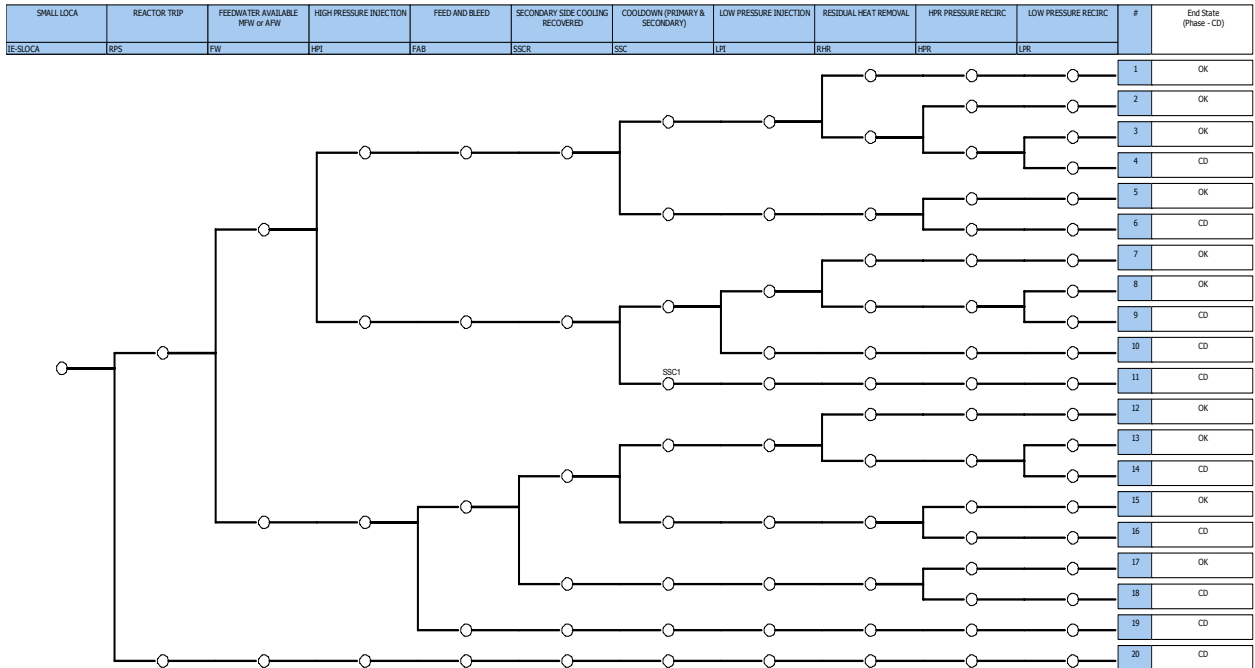 SMALL LOCA
REACTOR TRIP
FEEDWATER AVAILABLE
MFW or AFW
HIGH PRESSURE INJECTION
FEED AND BLEED
SECONDARY SIDE COOLING
RECOVERED
COOLDOWN (PRIMARY &
SECONDARY)
LOW PRESSURE INJECTION
RESIDUAL HEAT REMOVAL
HPR PRESSURE RECIRC
LOW PRESSURE RECIRC
#
End State
(Phase - CD)
IE-SLOCA
RPS
FW
HPI
FAB
SSCR
SSC
LPI
RHR
HPR
LPR
1 OK
2 OK
3 OK
4 CD
5 OK
6 CD
7 OK
8 OK
9 CD
10 CD
SSC1
11 CD
12 OK
13 OK
14 CD
15 OK
16 CD
17 OK
18 CD
19 CD
20 CD